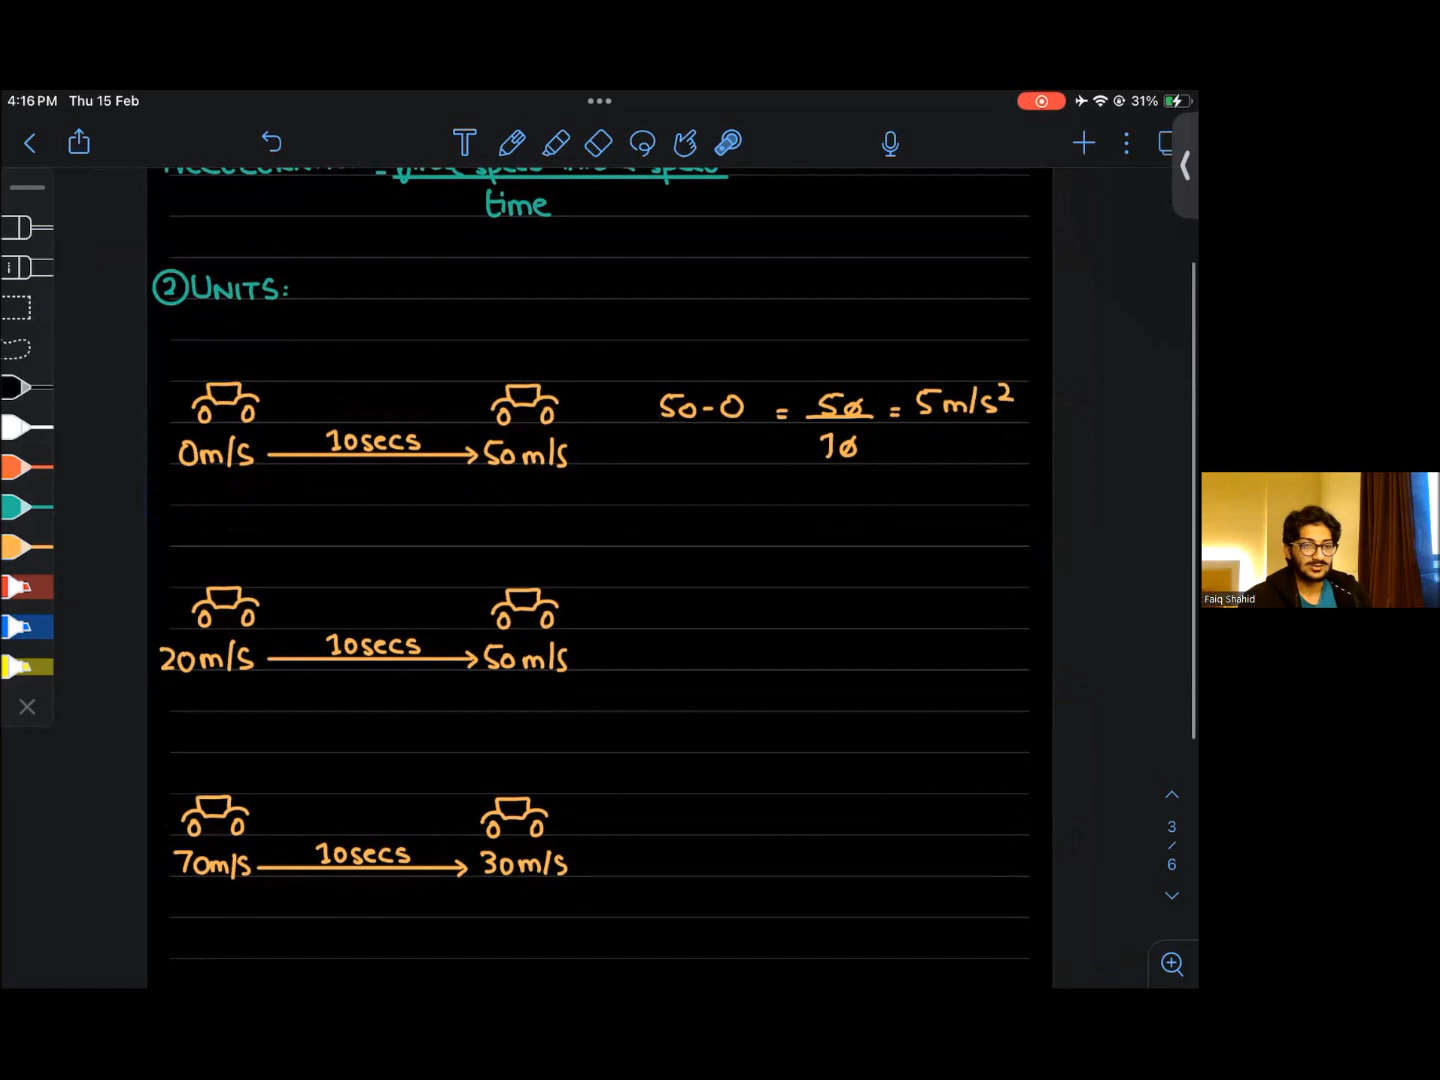 4:16 PM Thu 15 Feb
31%
time
② UNITS:
50-0 = 50/10 = 5m/s²
0m/s 10secs 50m/s
20m/s 10secs 50m/s
70m/s 10secs 30m/s
3
/
6
Faiq Shahid